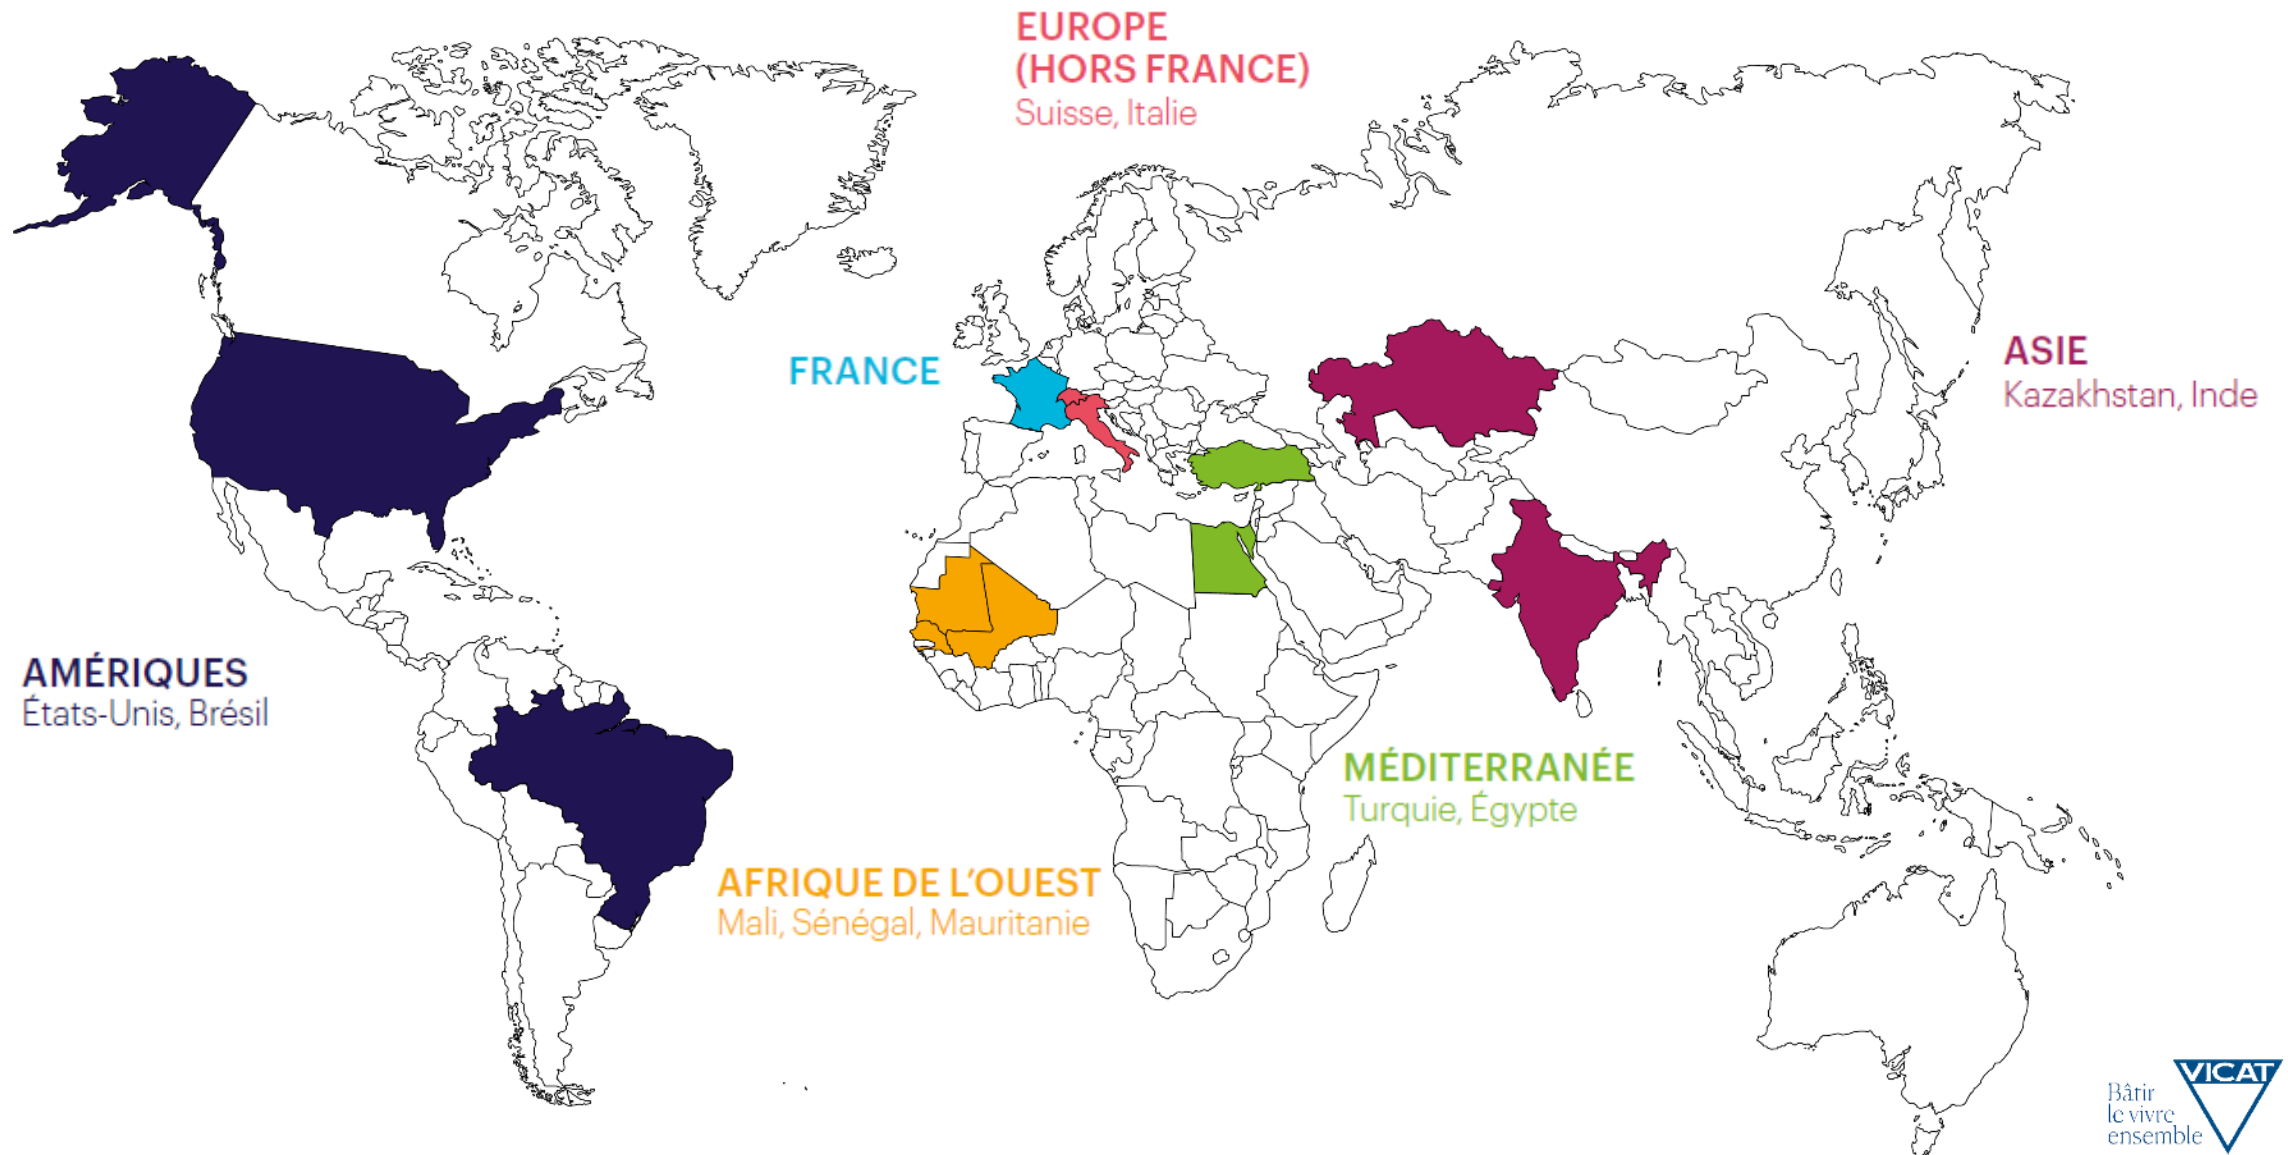 EUROPE
(HORS FRANCE)
Suisse, Italie
FRANCE
ASIE
Kazakhstan, Inde
AMÉRIQUES
États-Unis, Brésil
MÉDITERRANÉE
Turquie, Égypte
AFRIQUE DE L’OUEST
Mali, Sénégal, Mauritanie
VICAT
Bâtir
le vivre
ensemble